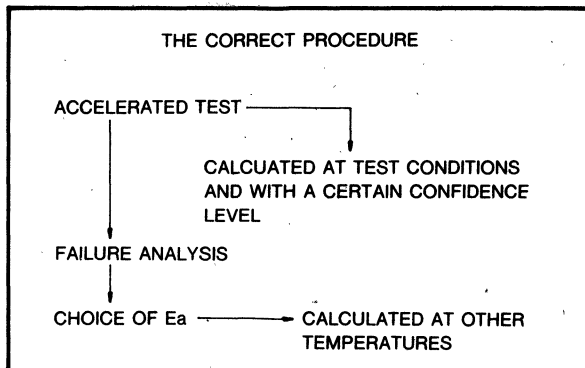 THE CORRECT PROCEDURE
ACCELERATED TEST
CALCUATED AT TEST CONDITIONS
AND WITH A CERTAIN CONFIDENCE
LEVEL
FAILURE ANALYSIS
CHOICE OF Ea
CALCULATED AT OTHER
TEMPERATURES